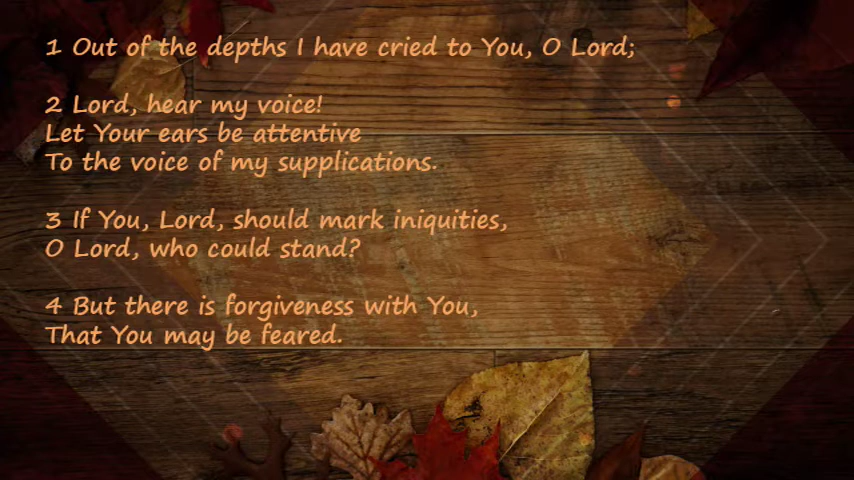 1 Out of the depths I have cried to You, O Lord;
2 Lord, hear my voice!
Let Your ears be attentive
To the voice of my supplications.
3 If You, Lord, should mark iniquities,
O Lord, who could stand?
4 But there is forgiveness with You,
That You may be feared.